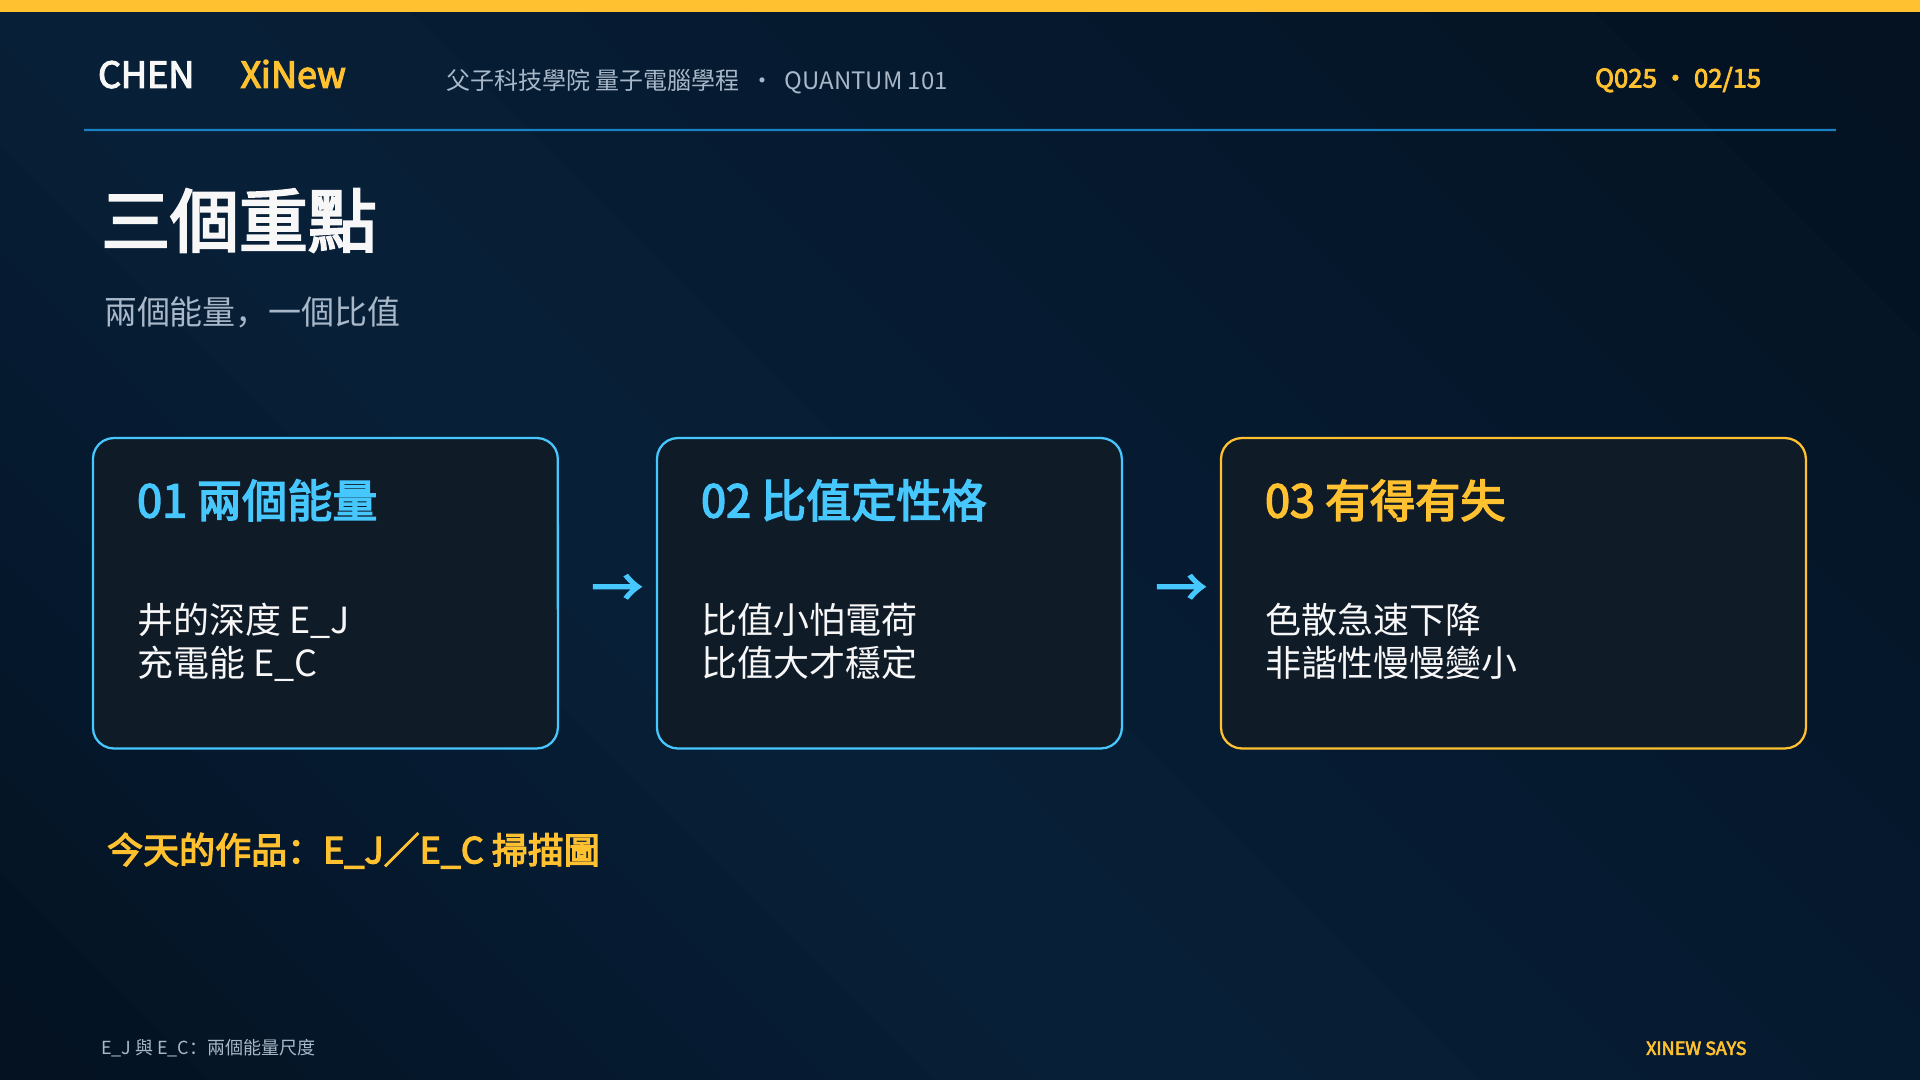 CHEN XiNew 父子科技學院 量子電腦學程 · QUANTUM 101 Q025 · 02/15
三個重點
兩個能量，一個比值
01 兩個能量
井的深度 E_J
充電能 E_C
→
02 比值定性格
比值小怕電荷
比值大才穩定
→
03 有得有失
色散急速下降
非諧性慢慢變小
今天的作品：E_J／E_C 掃描圖
E_J 與 E_C：兩個能量尺度 XINEW SAYS